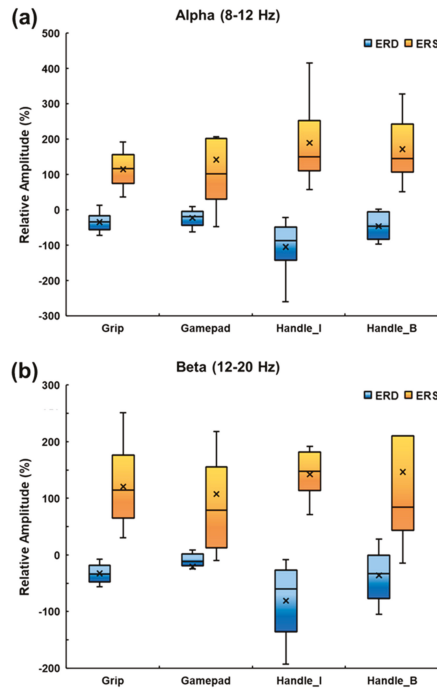 (a) Alpha (8-12 Hz)
ERD ERS
Relative Amplitude (%)
500
400
300
200
100
0
-100
-200
-300
Grip Gamepad Handle_I Handle_B
(b) Beta (12-20 Hz)
ERD ERS
Relative Amplitude (%)
300
200
100
0
-100
-200
Grip Gamepad Handle_I Handle_B